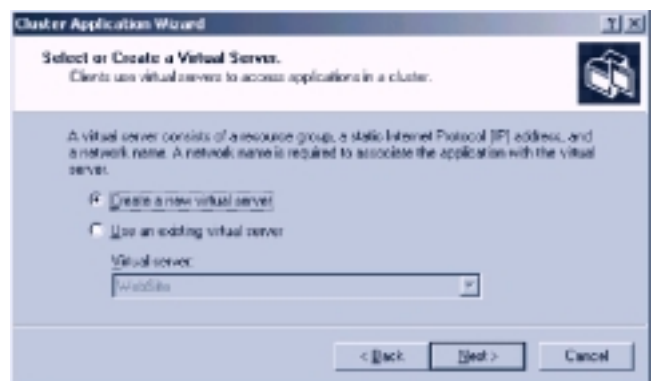 Cluster Application Wizard
Select or Create a Virtual Server.
Clients use virtual servers to access applications in a cluster.
A virtual server consists of a resource group, a static Internet Protocol (IP) address, and
a network name. A network name is required to associate the application with the virtual
server.
Create a new virtual server
Use an existing virtual server
Virtual server:
WebSite
< Back
Next >
Cancel